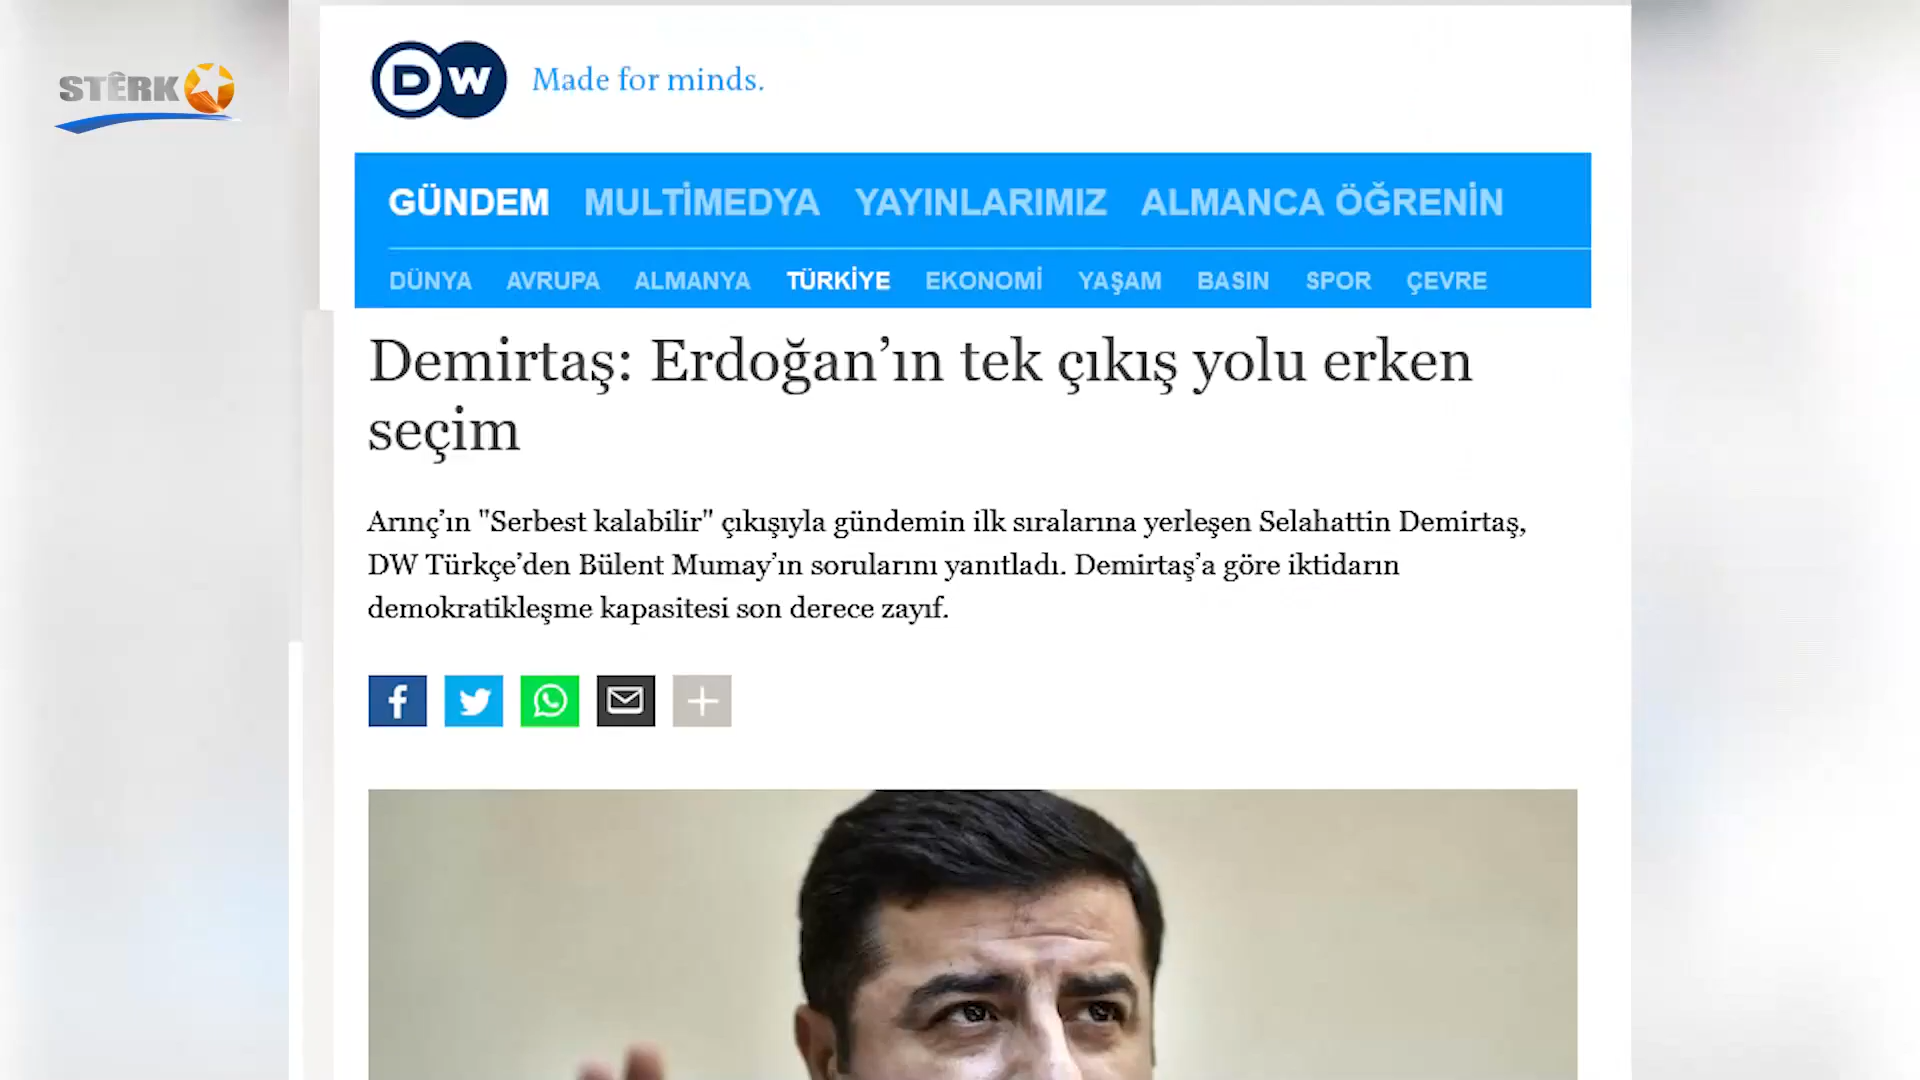 STÊRK
DW Made for minds.
GÜNDEM MULTİMEDYA YAYINLARIMIZ ALMANCA ÖĞRENİN
DÜNYA AVRUPA ALMANYA TÜRKİYE EKONOMİ YAŞAM BASIN SPOR ÇEVRE
Demirtaş: Erdoğan’ın tek çıkış yolu erken
seçim
Arınç’ın "Serbest kalabilir" çıkışıyla gündemin ilk sıralarına yerleşen Selahattin Demirtaş,
DW Türkçe’den Bülent Mumay’ın sorularını yanıtladı. Demirtaş’a göre iktidarın
demokratikleşme kapasitesi son derece zayıf.